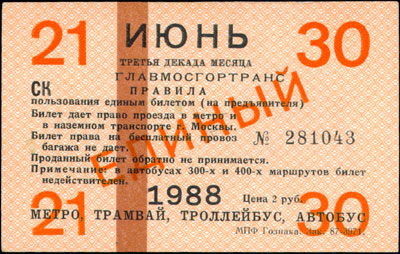 21 ИЮНЬ 30
ТРЕТЬЯ ДЕКАДА МЕСЯЦА
ГЛАВМОСГОРТРАНС
СК ПРАВИЛА
пользования единым билетом (на предъявителя)
Билет дает право проезда в метро и
в наземном транспорте г. Москвы.
Билет права на бесплатный провоз
багажа не дает.
№ 281043
Проданный билет обратно не принимается.
Примечание: в автобусах 300-х и 400-х маршрутов билет
недействителен.
ЕДИНЫЙ
21 1988 Цена 2 руб. 30
МЕТРО, ТРАМВАЙ, ТРОЛЛЕЙБУС, АВТОБУС
МПФ Гознака. Зак. 87-3971.